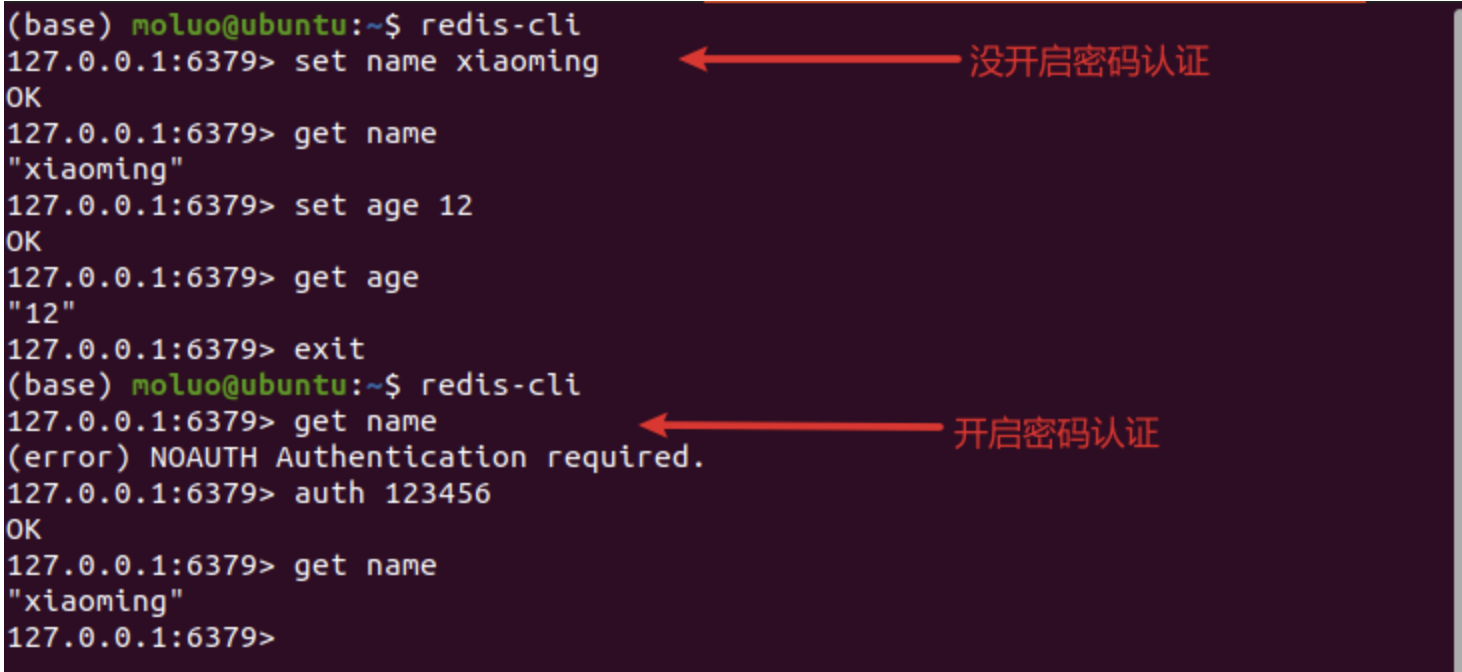 (base) moluo@ubuntu:~$ redis-cli
127.0.0.1:6379> set name xiaoming 没开启密码认证
OK
127.0.0.1:6379> get name
"xiaoming"
127.0.0.1:6379> set age 12
OK
127.0.0.1:6379> get age
"12"
127.0.0.1:6379> exit
(base) moluo@ubuntu:~$ redis-cli
127.0.0.1:6379> get name 开启密码认证
(error) NOAUTH Authentication required.
127.0.0.1:6379> auth 123456
OK
127.0.0.1:6379> get name
"xiaoming"
127.0.0.1:6379>